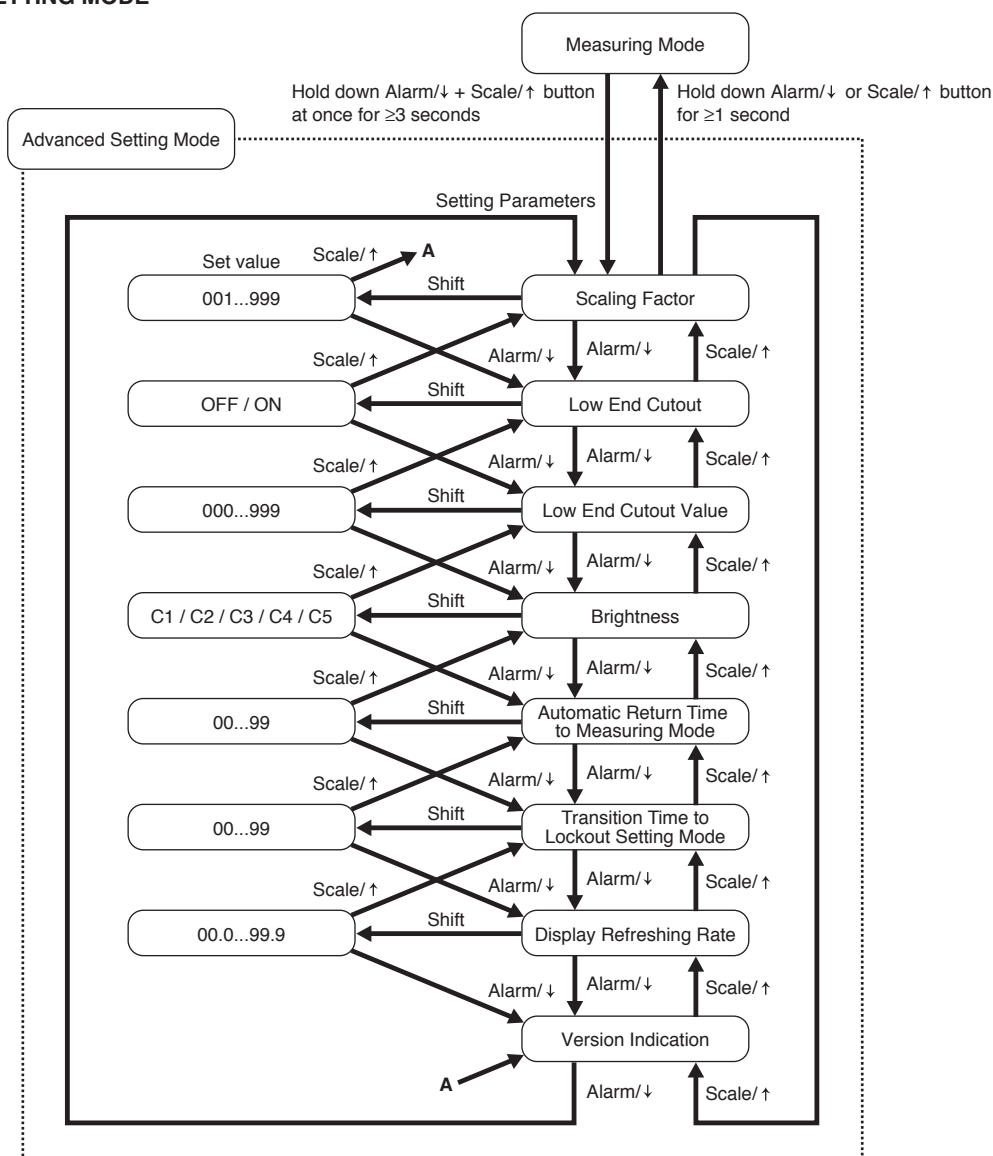 Measuring Mode
Hold down Alarm/↓ + Scale/↑ button
at once for ≥3 seconds
Hold down Alarm/↓ or Scale/↑ button
for ≥1 second
Advanced Setting Mode
Setting Parameters
Set value
Scale/↑
A
001...999
Shift
Scaling Factor
Scale/↑
Alarm/↓
Alarm/↓
Scale/↑
OFF / ON
Shift
Low End Cutout
Scale/↑
Alarm/↓
Alarm/↓
Scale/↑
000...999
Shift
Low End Cutout Value
Scale/↑
Alarm/↓
Alarm/↓
Scale/↑
C1 / C2 / C3 / C4 / C5
Shift
Brightness
Scale/↑
Alarm/↓
Alarm/↓
Scale/↑
00...99
Shift
Automatic Return Time
to Measuring Mode
Scale/↑
Alarm/↓
Alarm/↓
Scale/↑
00...99
Shift
Transition Time to
Lockout Setting Mode
Scale/↑
Alarm/↓
Alarm/↓
Scale/↑
00.0...99.9
Shift
Display Refreshing Rate
Alarm/↓
Alarm/↓
Scale/↑
Version Indication
A
Alarm/↓
Scale/↑